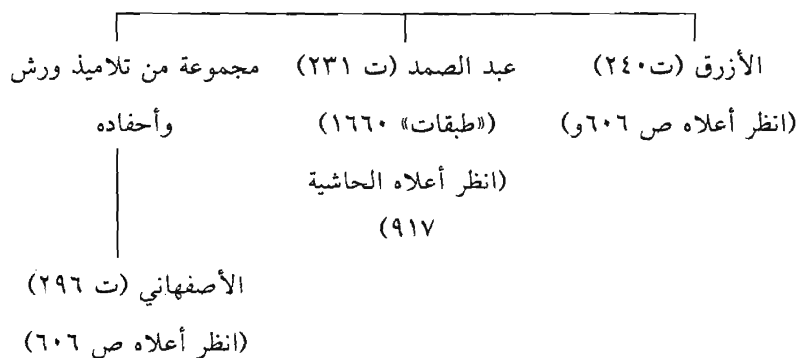 الأزرق (ت٢٤٠)
(انظر أعلاه ص ٦٠٦و)
عبد الصمد (ت ٢٣١)
(«طبقات» ١٦٦٠)
(انظر أعلاه الحاشية
٩١٧)
مجموعة من تلاميذ ورش
وأحفاده
الأصفهاني (ت ٢٩٦)
(انظر أعلاه ص ٦٠٦)